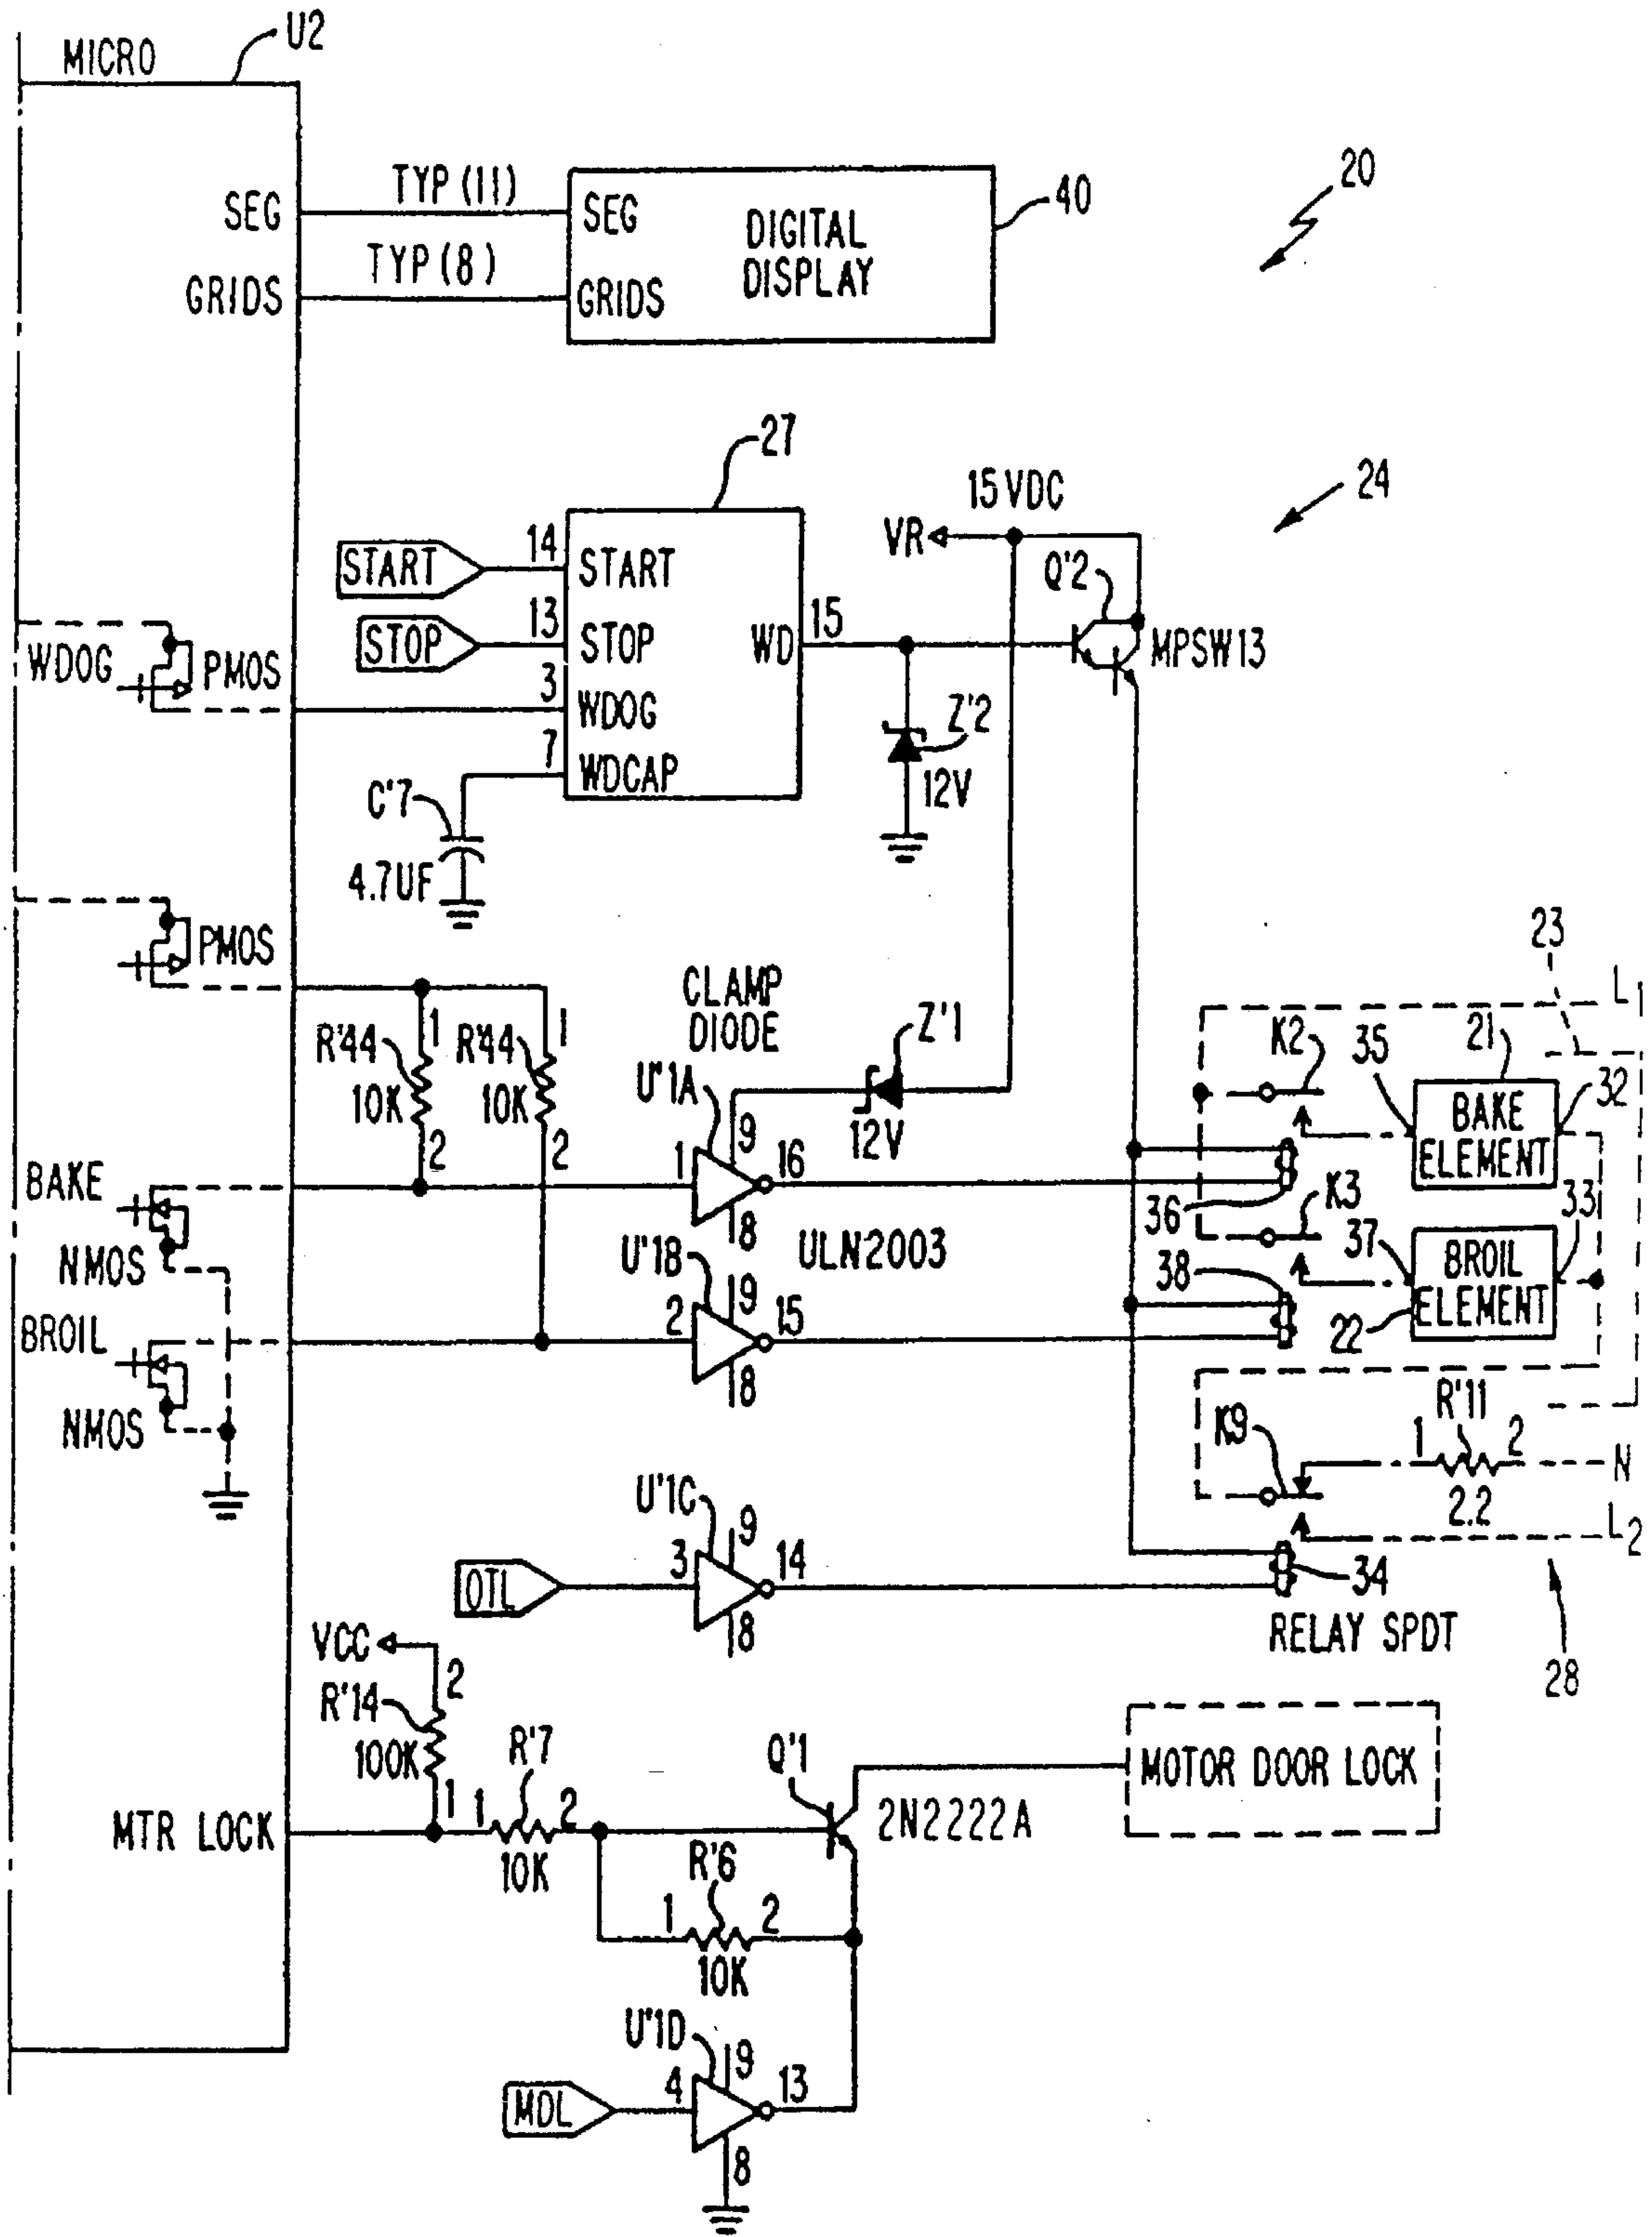 MICRO
U2
SEG
TYP (11)
SEG
DIGITAL
DISPLAY
40
20
GRIDS
TYP (8)
GRIDS
27
24
15 VDC
VR
START
14
START
Q'2
STOP
13
STOP
WD
15
MPSW13
WDOG
PMOS
3
WDOG
Z'2
12V
7
WDCAP
C'7
4.7UF
PMOS
23
L1
CLAMP
DIODE
Z'1
12V
R'44
10K
1
2
R'44
10K
1
2
U'1A
9
1
16
8
K2
35
21
BAKE
ELEMENT
32
BAKE
NMOS
36
K3
ULN2003
U'1B
9
2
15
8
38
37
BROIL
ELEMENT
33
22
BROIL
NMOS
K9
R'11
1
2
2.2
N
L2
U'1C
9
3
14
8
OTL
34
RELAY SPDT
28
VCC
2
R'14
100K
1
R'7
1
2
10K
Q'1
2N2222A
MOTOR DOOR LOCK
MTR LOCK
R'6
1
2
10K
U'1D
9
MDL
4
13
8